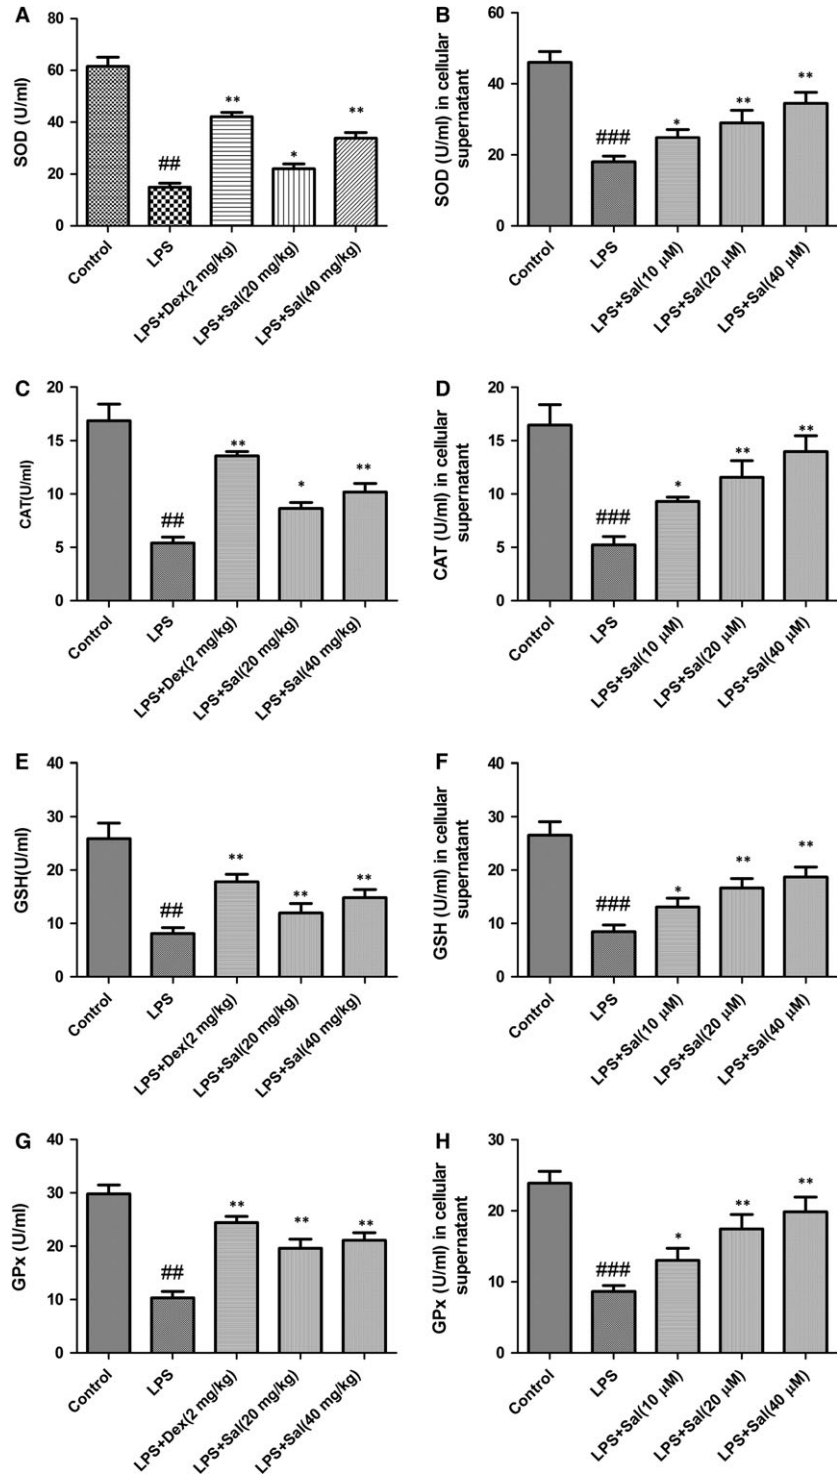 A
SOD (U/ml)
80
60
40
20
0
##
**
*
**
Control
LPS
LPS+Dex(2 mg/kg)
LPS+Sal(20 mg/kg)
LPS+Sal(40 mg/kg)
B
SOD (U/ml) in cellular
supernatant
60
40
20
0
###
*
**
**
Control
LPS
LPS+Sal(10 μM)
LPS+Sal(20 μM)
LPS+Sal(40 μM)
C
CAT(U/ml)
20
15
10
5
0
##
**
*
**
Control
LPS
LPS+Dex(2 mg/kg)
LPS+Sal(20 mg/kg)
LPS+Sal(40 mg/kg)
D
CAT (U/ml) in cellular
supernatant
20
15
10
5
0
###
*
**
**
Control
LPS
LPS+Sal(10 μM)
LPS+Sal(20 μM)
LPS+Sal(40 μM)
E
GSH(U/ml)
40
30
20
10
0
##
**
**
**
Control
LPS
LPS+Dex(2 mg/kg)
LPS+Sal(20 mg/kg)
LPS+Sal(40 mg/kg)
F
GSH (U/ml) in cellular
supernatant
40
30
20
10
0
###
*
**
**
Control
LPS
LPS+Sal(10 μM)
LPS+Sal(20 μM)
LPS+Sal(40 μM)
G
GPx (U/ml)
40
30
20
10
0
##
**
**
**
Control
LPS
LPS+Dex(2 mg/kg)
LPS+Sal(20 mg/kg)
LPS+Sal(40 mg/kg)
H
GPx (U/ml) in cellular
supernatant
30
20
10
0
###
*
**
**
Control
LPS
LPS+Sal(10 μM)
LPS+Sal(20 μM)
LPS+Sal(40 μM)